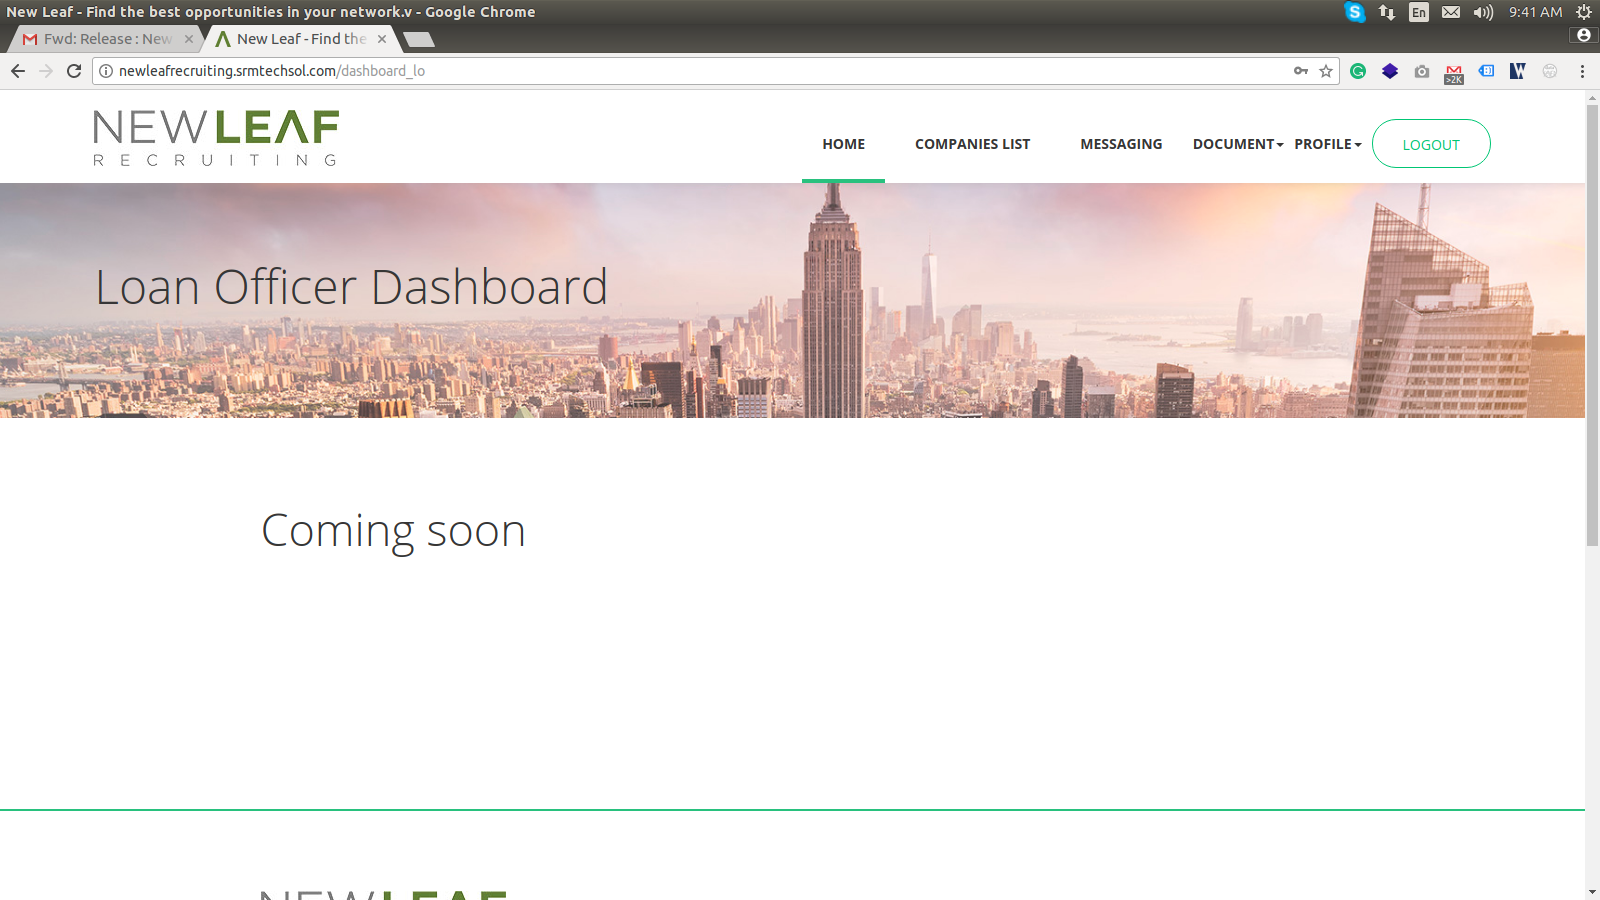 New Leaf - Find the best opportunities in your network.v - Google Chrome
En
9:41 AM
Fwd: Release : New
New Leaf - Find the
newleafrecruiting.srmtechsol.com/dashboard_lo
>2K
NEWLEAF
RECRUITING
HOME
COMPANIES LIST
MESSAGING
DOCUMENT
PROFILE
LOGOUT
Loan Officer Dashboard
Coming soon
NEWLEAF